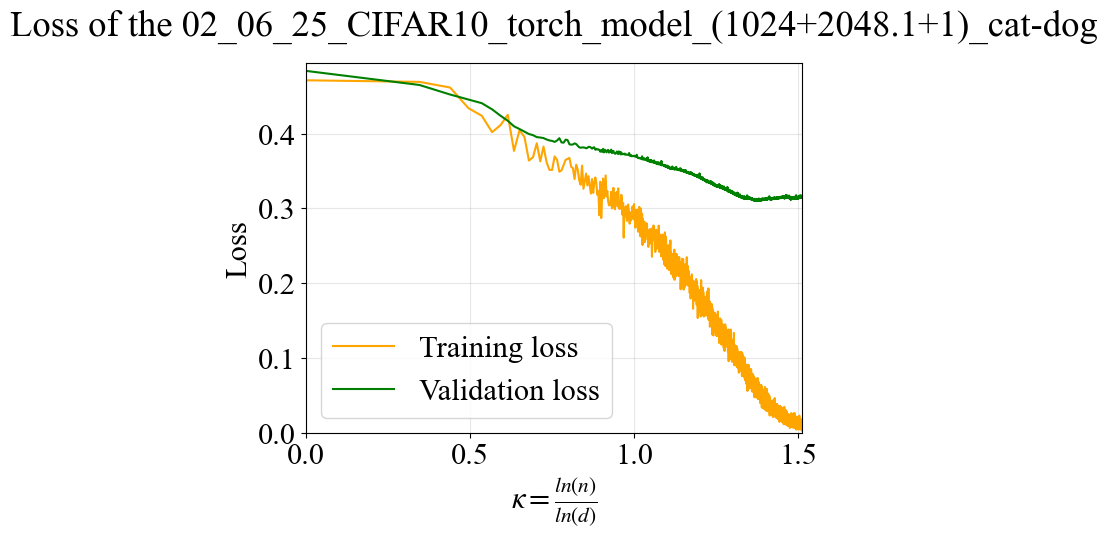 Loss of the 02_06_25_CIFAR10_torch_model_(1024+2048.1+1)_cat-dog
0.4
0.3
0.2
0.1
0.0
Loss
Training loss
Validation loss
0.0 0.5 1.0 1.5
κ = ln(n)/ln(d)